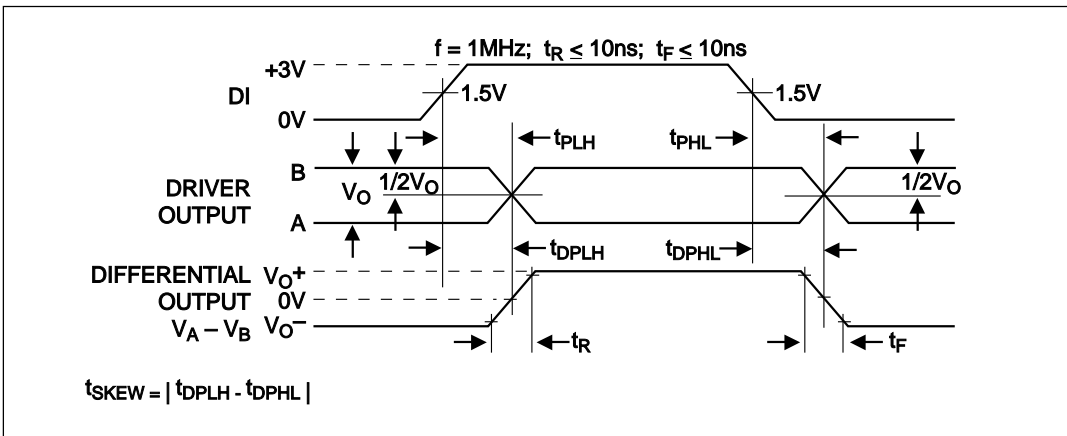 f = 1MHz; tR ≤ 10ns; tF ≤ 10ns
+3V
DI
1.5V
1.5V
0V
tPLH
tPHL
B
DRIVER
OUTPUT
VO
1/2VO
1/2VO
A
tDPLH
tDPHL
DIFFERENTIAL
OUTPUT
VA – VB
VO+
0V
VO–
tR
tF
tSKEW = | tDPLH - tDPHL |